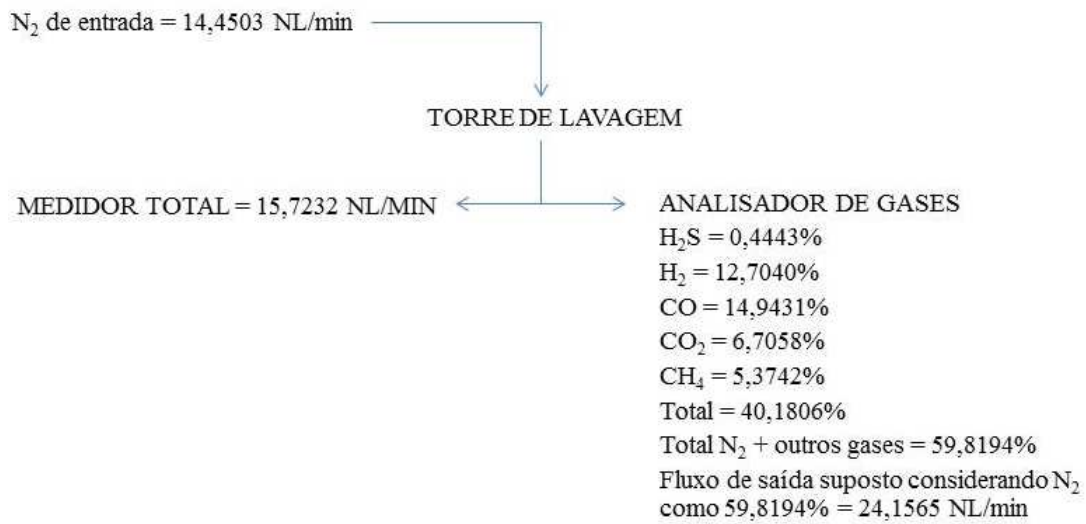 N₂ de entrada = 14,4503 NL/min
TORRE DE LAVAGEM
MEDIDOR TOTAL = 15,7232 NL/MIN
ANALISADOR DE GASES
H₂S = 0,4443%
H₂ = 12,7040%
CO = 14,9431%
CO₂ = 6,7058%
CH₄ = 5,3742%
Total = 40,1806%
Total N₂ + outros gases = 59,8194%
Fluxo de saída suposto considerando N₂
como 59,8194% = 24,1565 NL/min